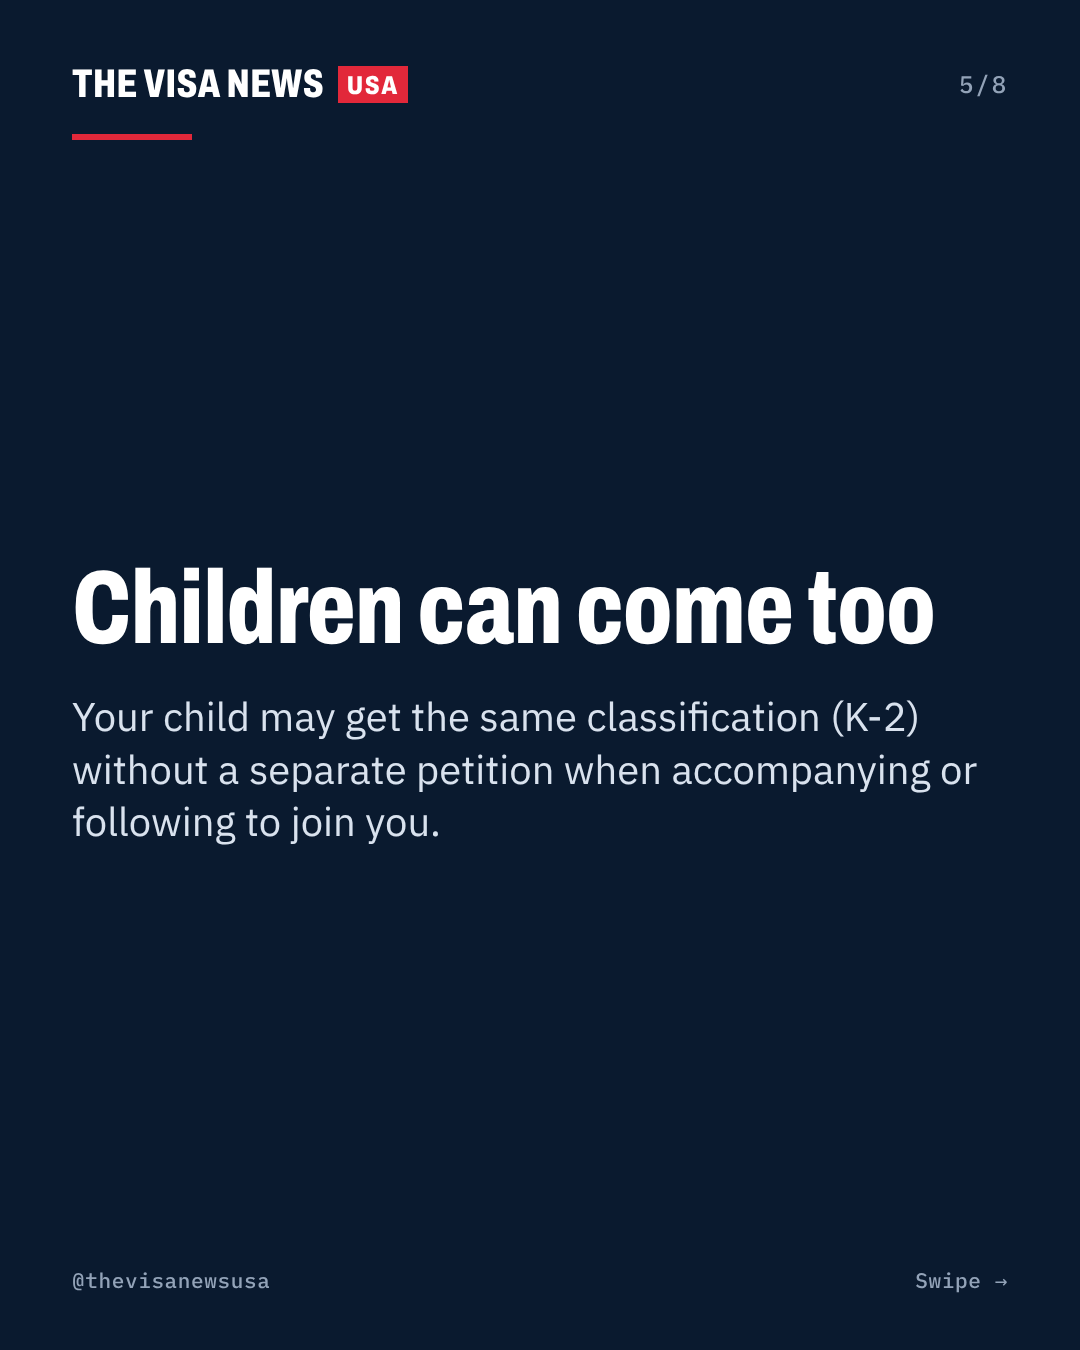 THE VISA NEWS USA
5/8
Children can come too
Your child may get the same classification (K-2)
without a separate petition when accompanying or
following to join you.
@thevisanewsusa
Swipe →